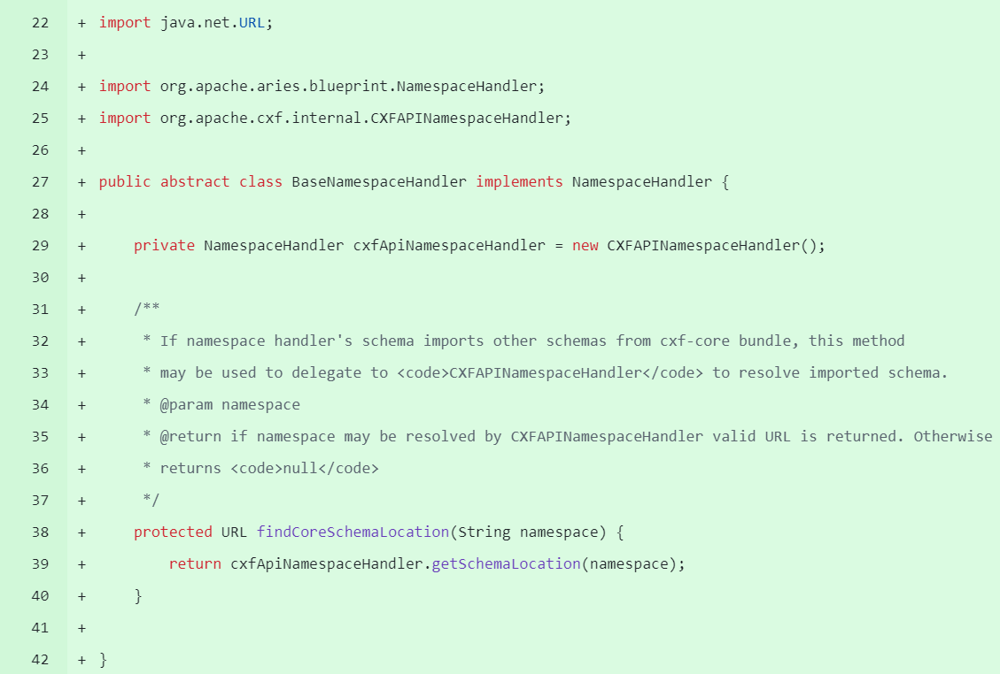 22 + import java.net.URL;
23 +
24 + import org.apache.aries.blueprint.NamespaceHandler;
25 + import org.apache.cxf.internal.CXFAPINamespaceHandler;
26 +
27 + public abstract class BaseNamespaceHandler implements NamespaceHandler {
28 +
29 +     private NamespaceHandler cxfApiNamespaceHandler = new CXFAPINamespaceHandler();
30 +
31 +     /**
32 +      * If namespace handler's schema imports other schemas from cxf-core bundle, this method
33 +      * may be used to delegate to <code>CXFAPINamespaceHandler</code> to resolve imported schema.
34 +      * @param namespace
35 +      * @return if namespace may be resolved by CXFAPINamespaceHandler valid URL is returned. Otherwise
36 +      * returns <code>null</code>
37 +      */
38 +     protected URL findCoreSchemaLocation(String namespace) {
39 +         return cxfApiNamespaceHandler.getSchemaLocation(namespace);
40 +     }
41 +
42 + }